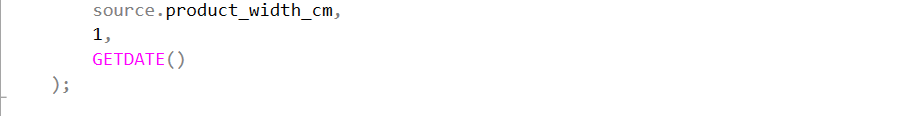 source.product_width_cm,
1,
GETDATE()
);